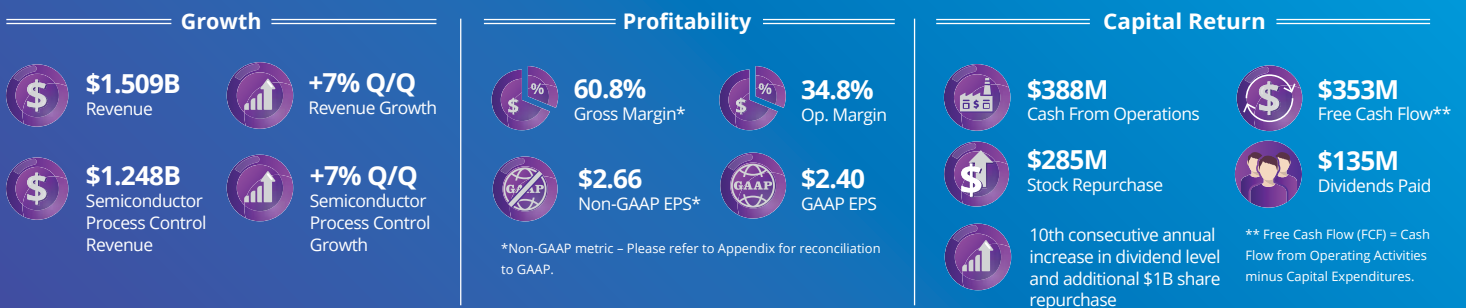 Growth
$1.509B
Revenue
+7% Q/Q
Revenue Growth
$1.248B
Semiconductor
Process Control
Revenue
+7% Q/Q
Semiconductor
Process Control
Growth
Profitability
60.8%
Gross Margin*
34.8%
Op. Margin
$2.66
Non-GAAP EPS*
GAAP
$2.40
GAAP EPS
GAAP
*Non-GAAP metric – Please refer to Appendix for reconciliation
to GAAP.
Capital Return
$388M
Cash From Operations
$353M
Free Cash Flow**
$285M
Stock Repurchase
$135M
Dividends Paid
10th consecutive annual
increase in dividend level
and additional $1B share
repurchase
** Free Cash Flow (FCF) = Cash
Flow from Operating Activities
minus Capital Expenditures.
$
$
$
%
$
%
$
$
$
$